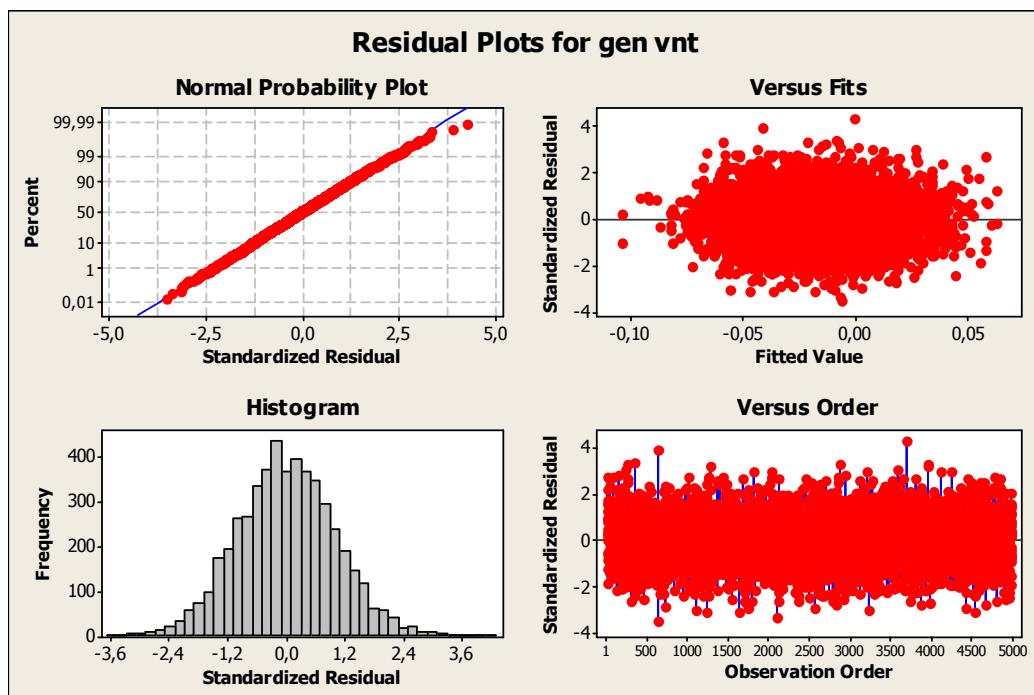 Residual Plots for gen vnt
Normal Probability Plot
99,99
99
90
50
10
1
0,01
Percent
-5,0 -2,5 0,0 2,5 5,0
Standardized Residual
Versus Fits
4
2
0
-2
-4
Standardized Residual
-0,10 -0,05 0,00 0,05
Fitted Value
Histogram
400
300
200
100
0
Frequency
-3,6 -2,4 -1,2 0,0 1,2 2,4 3,6
Standardized Residual
Versus Order
4
2
0
-2
-4
Standardized Residual
1 500 1000 1500 2000 2500 3000 3500 4000 4500 5000
Observation Order